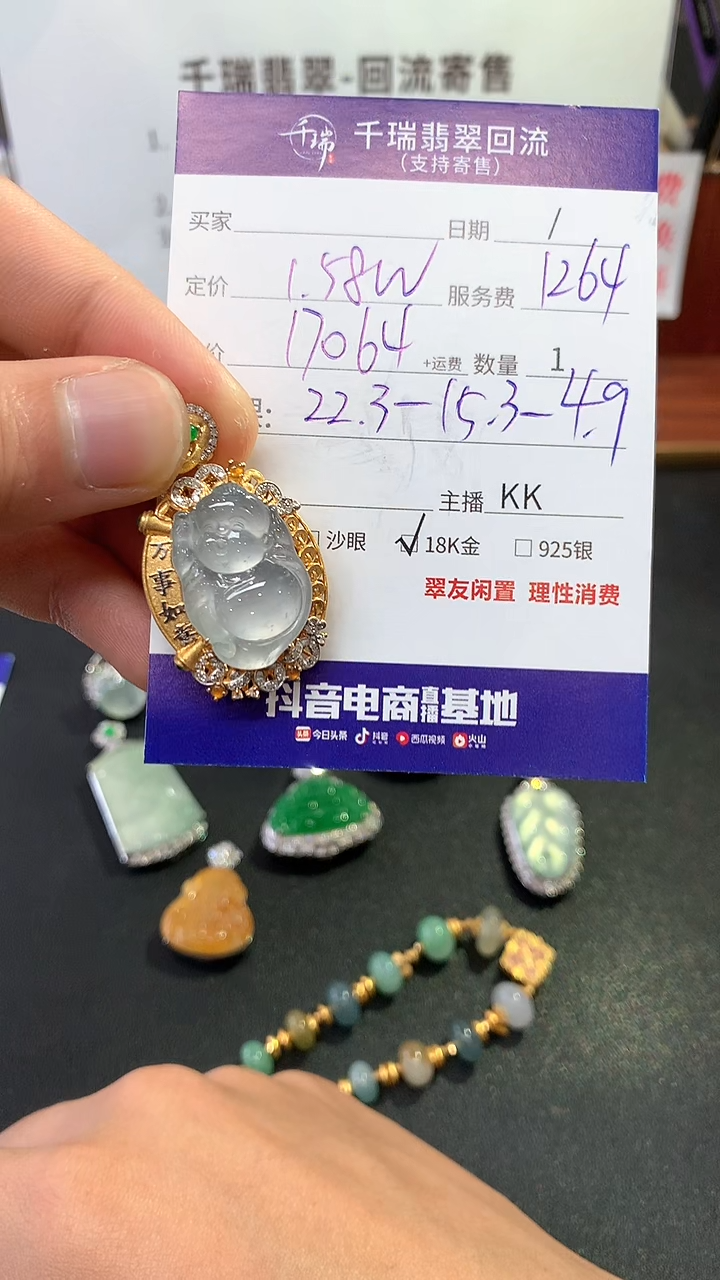 千瑞翡翠-回流寄售
1.
千瑞
千瑞翡翠回流
(支持寄售)
买家 日期 /
定价 1.58W 服务费 1264
价 17064 +运费 数量 1
22.3-15.3-4.9
主播 KK
沙眼 ✓ 18K金 □ 925银
翠友闲置 理性消费
万事如意
抖音电商直播基地
头条 今日头条 抖音 西瓜视频 火山